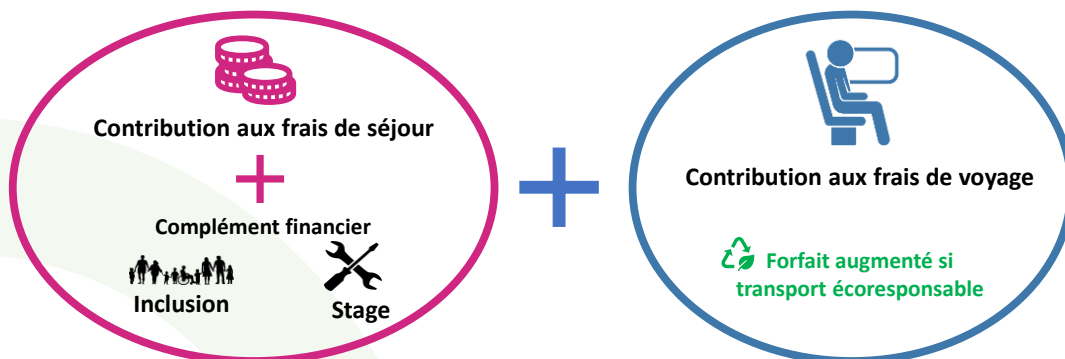 Contribution aux frais de séjour
Complément financier
Inclusion
Stage
Contribution aux frais de voyage
Forfait augmenté si
transport écoresponsable